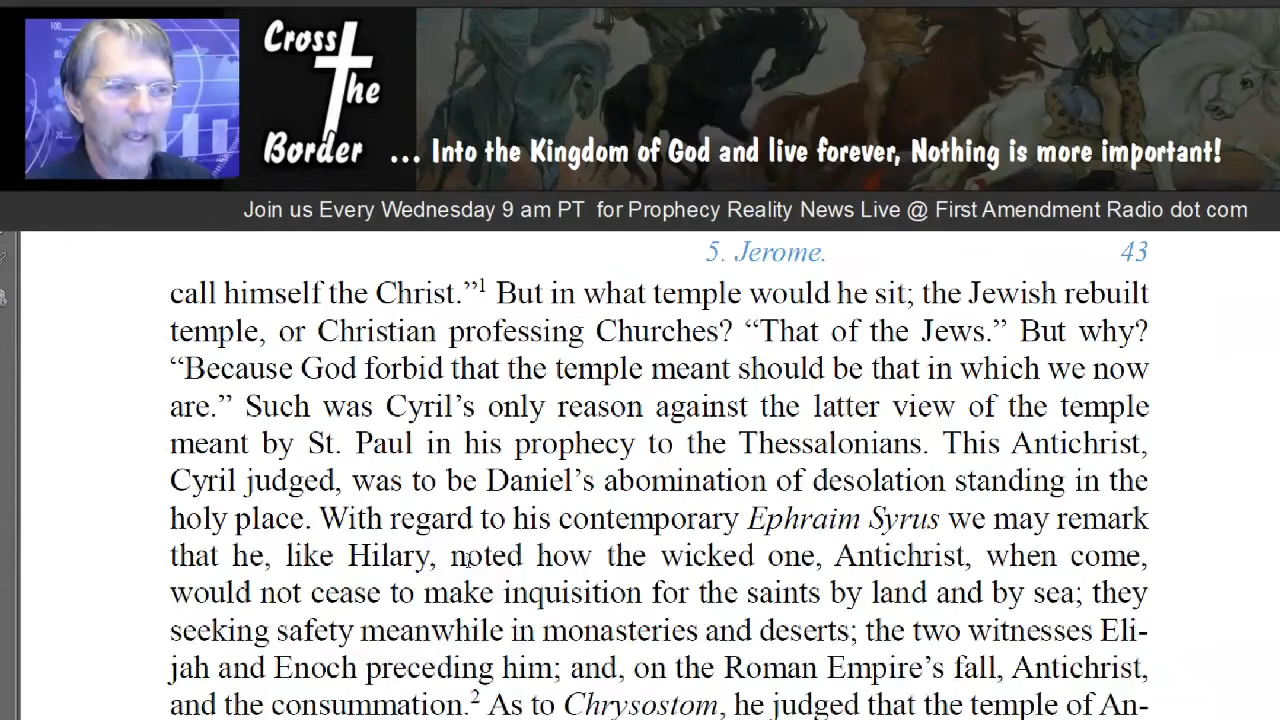 Cross
The
Border
... Into the Kingdom of God and live forever, Nothing is more important!
Join us Every Wednesday 9 am PT for Prophecy Reality News Live @ First Amendment Radio dot com
5. Jerome. 43
call himself the Christ.”1 But in what temple would he sit; the Jewish rebuilt
temple, or Christian professing Churches? “That of the Jews.” But why?
“Because God forbid that the temple meant should be that in which we now
are.” Such was Cyril’s only reason against the latter view of the temple
meant by St. Paul in his prophecy to the Thessalonians. This Antichrist,
Cyril judged, was to be Daniel’s abomination of desolation standing in the
holy place. With regard to his contemporary Ephraim Syrus we may remark
that he, like Hilary, noted how the wicked one, Antichrist, when come,
would not cease to make inquisition for the saints by land and by sea; they
seeking safety meanwhile in monasteries and deserts; the two witnesses Eli-
jah and Enoch preceding him; and, on the Roman Empire’s fall, Antichrist,
and the consummation.2 As to Chrysostom, he judged that the temple of An-